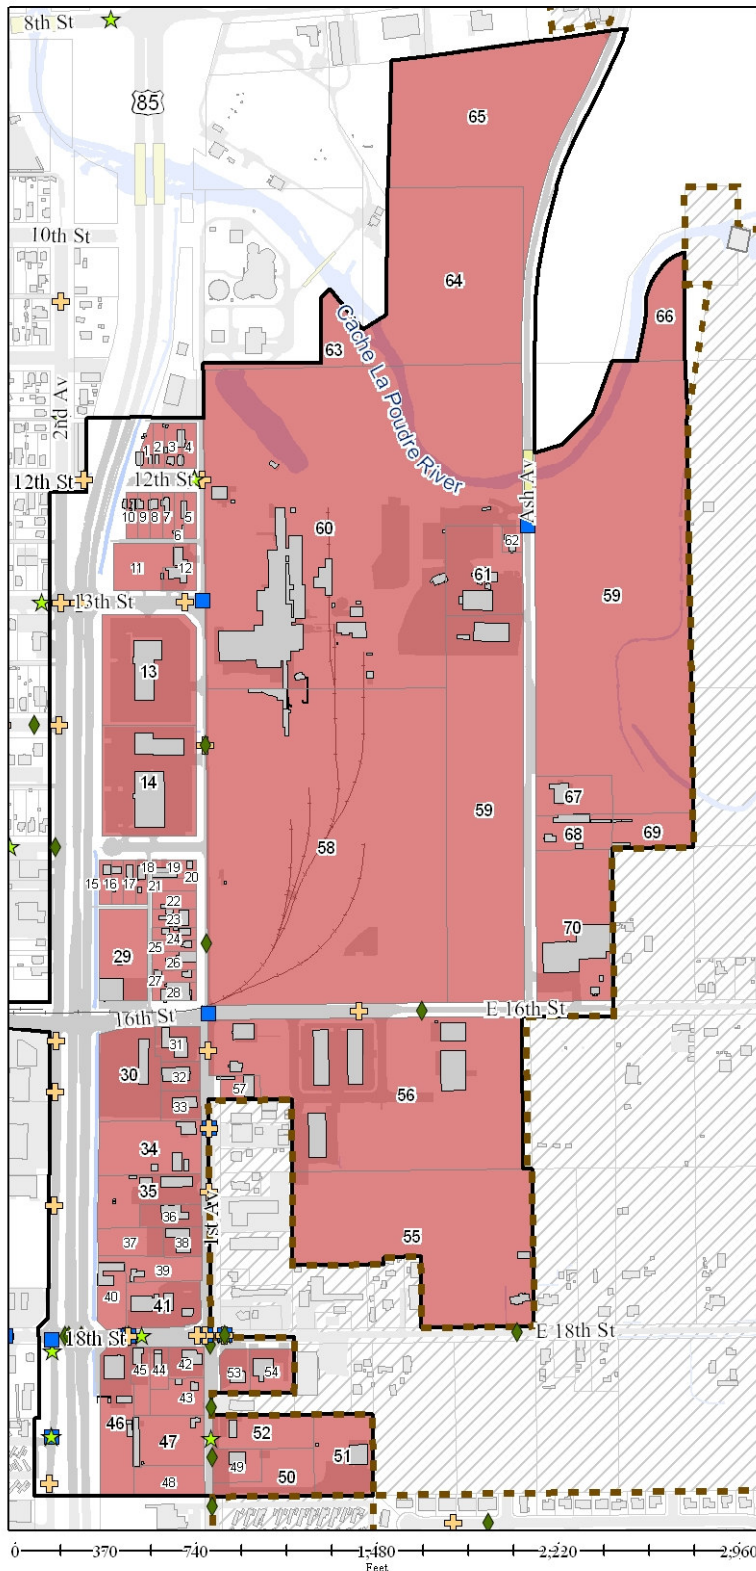 8th St
85
65
10th St
64
66
63
Cache La Poudre River
2nd Av
1 2 3 4
12th St
12th St
Ash Av
10 9 8 7 5
6
60
62
11 12
61
59
13th St
13
14
67
59
68 69
58
15 16 17 18 19
21 20
22
23
24
25
26
29
27
28
70
16th St
E 16th St
31
30
32
33
57
56
34
35
36
1st Av
37 38
55
39
40
41
18th St
E 18th St
45 44 42
43
53 54
46
47
52
49
51
48
50
0 370 740 1,480 2,220 2,960
Feet